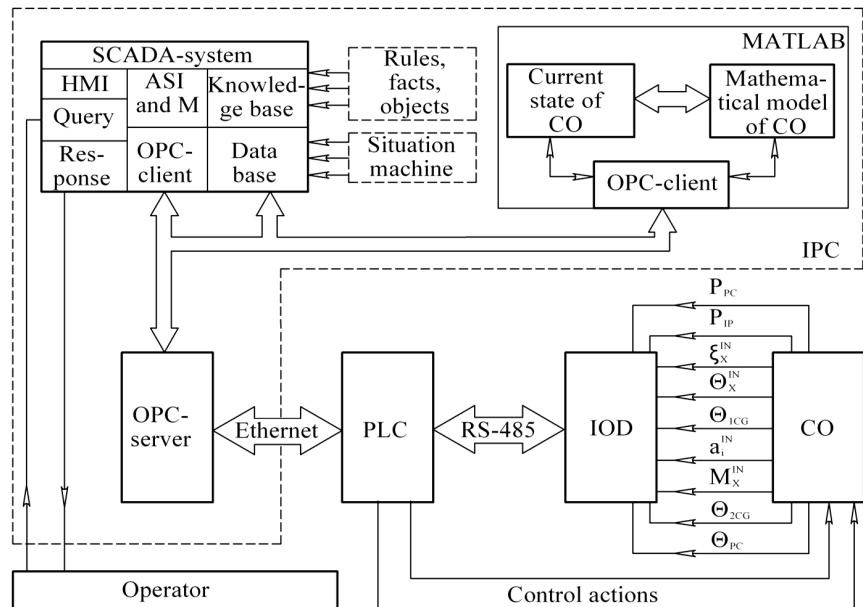 SCADA-system
HMI
Query
Res-
ponse
ASI
and M
OPC-
client
Knowled-
ge base
Data
base
Rules,
facts,
objects
Situation
machine
MATLAB
Current
state of
CO
Mathema-
tical model
of CO
OPC-client
IPC
OPC-
server
Ethernet
PLC
RS-485
IOD
P_PC
P_IP
ξ_X^IN
Θ_X^IN
Θ_1CG
a_i^IN
M_X^IN
Θ_2CG
Θ_PC
CO
Operator
Control actions